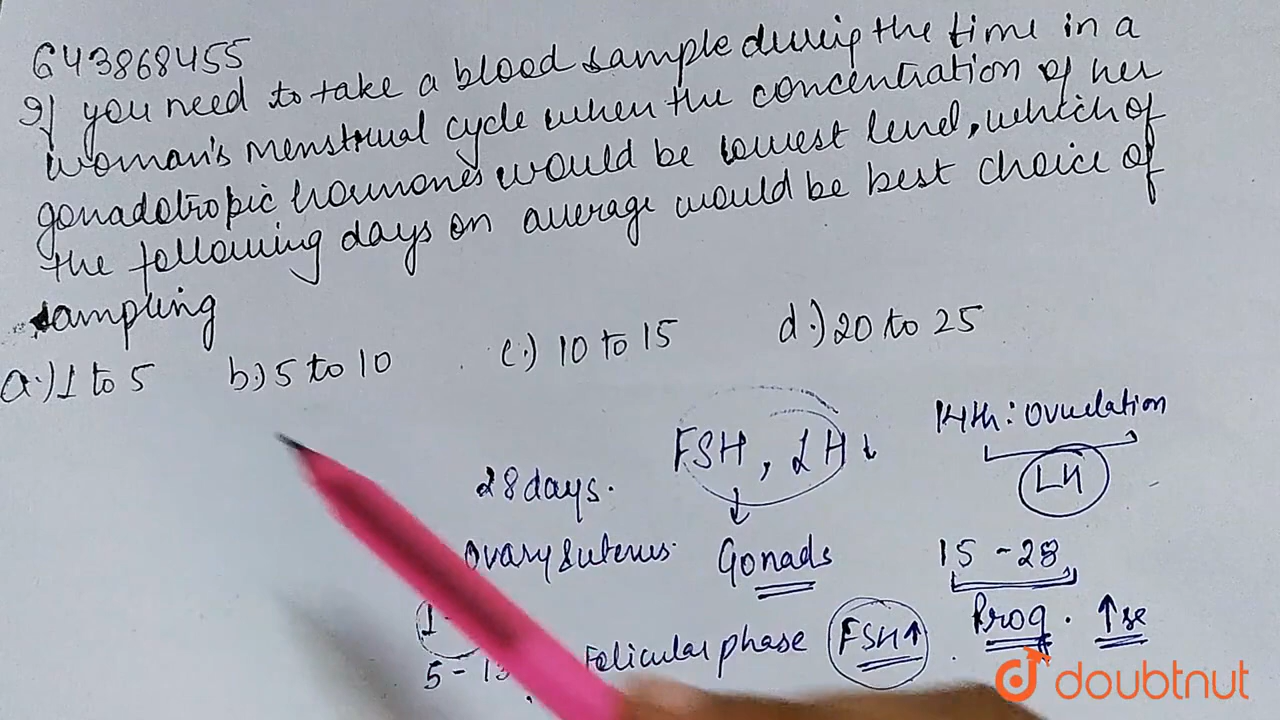 643868455
If you need to take a blood sample during the time in a
woman's menstrual cycle when the concentration of her
gonadotropic hormones would be lowest level, which of
the following days on average would be best choice of
sampling
a.) 1 to 5 b.) 5 to 10 c.) 10 to 15 d.) 20 to 25
14th: Ovulation
FSH, LH ↓
LH
28 days.
Ovary & uterus. Gonads
15 - 28
1
Folicular phase FSH ↑ Prog. ↑se
5 - 13
doubtnut